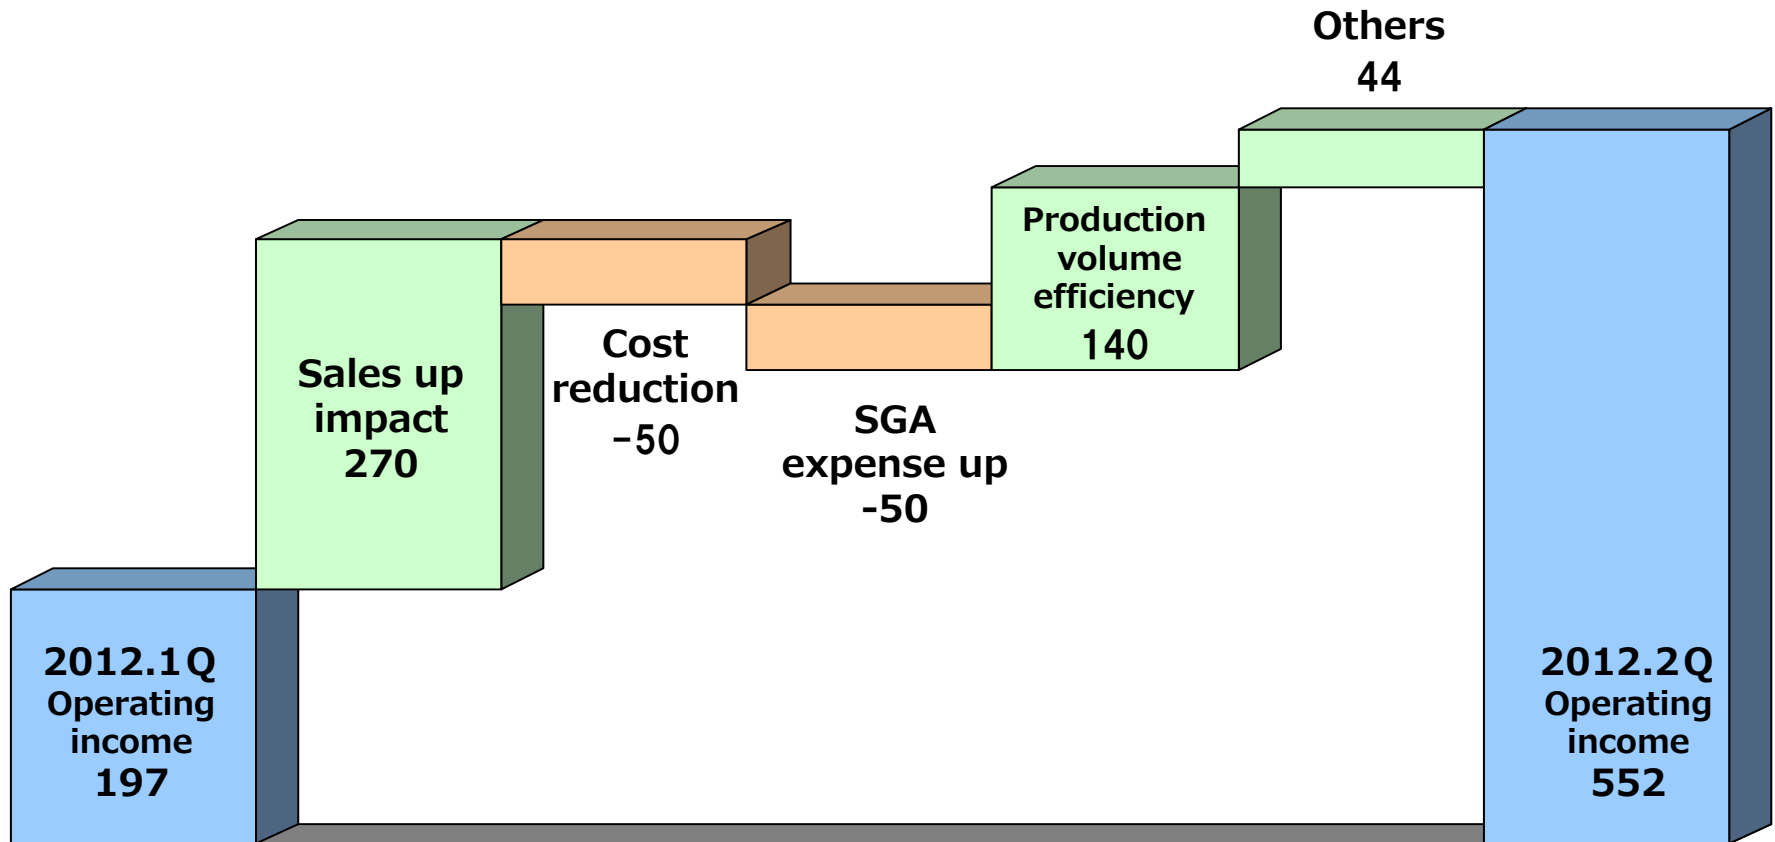 Others
44
Production
volume
efficiency
140
Cost
reduction
-50
Sales up
impact
270
SGA
expense up
-50
2012.1Q
Operating
income
197
2012.2Q
Operating
income
552